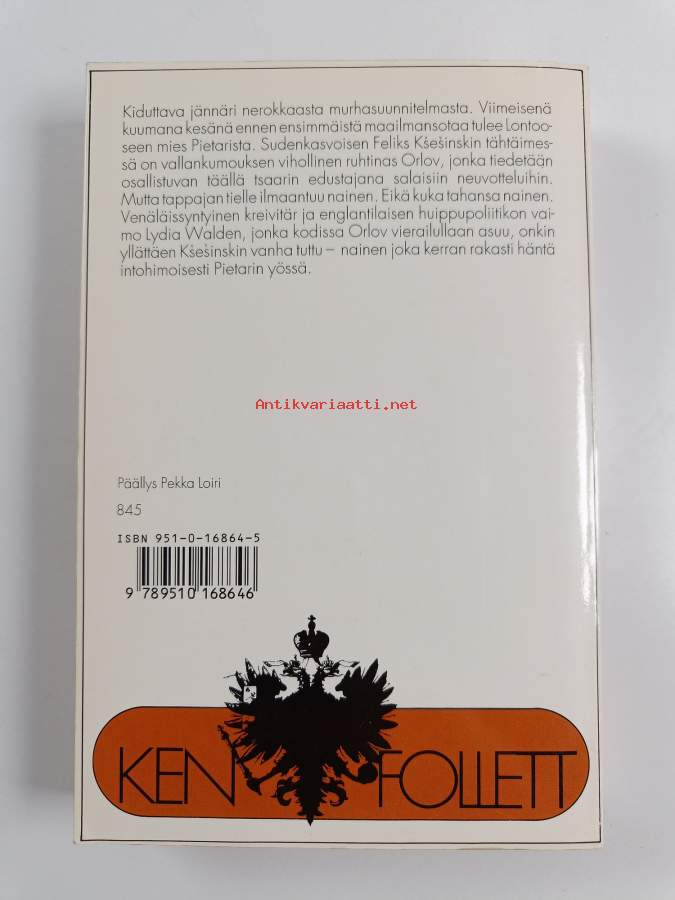 Kiduttava jännäri nerokkaasta murhasuunnitelmasta. Viimeisenä
kuumana kesänä ennen ensimmäistä maailmansotaa tulee Lontoo-
seen mies Pietarista. Sudenkasvoisen Feliks Kšešinskin tähtäimes-
sä on vallankumouksen vihollinen ruhtinas Orlov, jonka tiedetään
osallistuvan täällä tsaarin edustajana salaisiin neuvotteluihin.
Mutta tappajan tielle ilmaantuu nainen. Eikä kuka tahansa nainen.
Venäläissyntyinen kreivitär ja englantilaisen huippupoliitikon vai-
mo Lydia Walden, jonka kodissa Orlov vierailullaan asuu, onkin
yllättäen Kšešinskin vanha tuttu – nainen joka kerran rakasti häntä
intohimoisesti Pietarin yössä.
Antikvariaatti.net
Päällys Pekka Loiri
845
ISBN 951-0-16864-5
9 789510 168646
KEN FOLLETT